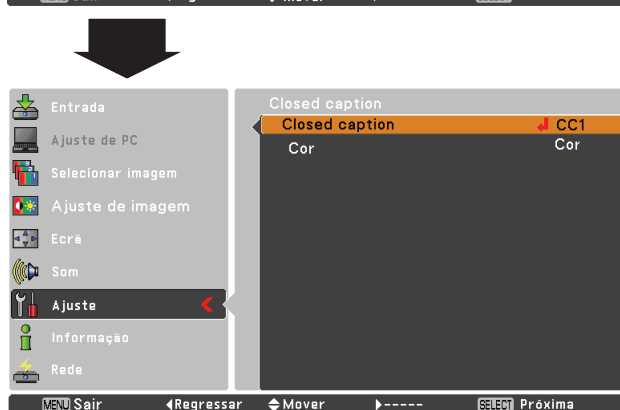 Entrada
Ajuste de PC
Selecionar imagem
Ajuste de imagem
Ecrã
Som
Ajuste
Informação
Rede
Closed caption
Closed caption CC1
Cor Cor
MENU Sair Regressar Mover ----- SELECT Próxima